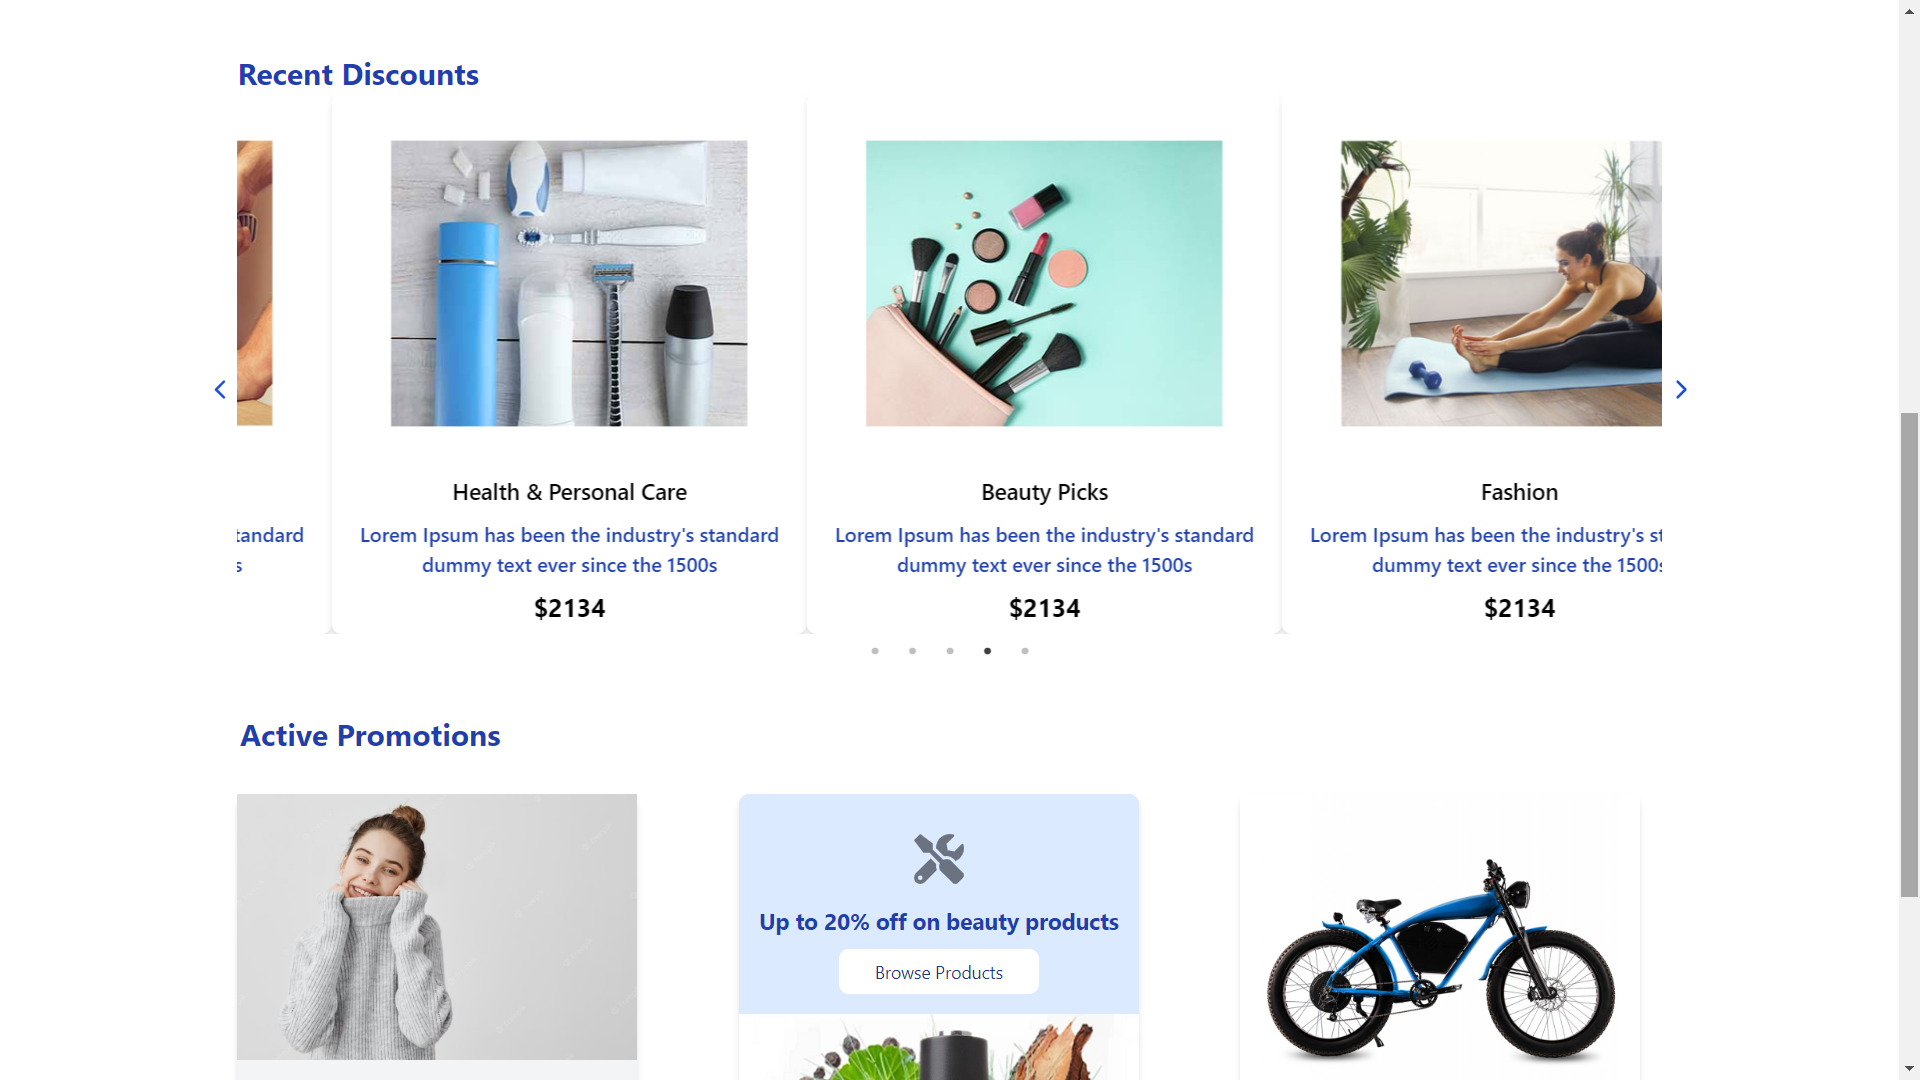 Recent Discounts
tandard
s
Health & Personal Care
Lorem Ipsum has been the industry's standard
dummy text ever since the 1500s
$2134
Beauty Picks
Lorem Ipsum has been the industry's standard
dummy text ever since the 1500s
$2134
Fashion
Lorem Ipsum has been the industry's st
dummy text ever since the 1500s
$2134
Active Promotions
Up to 20% off on beauty products
Browse Products